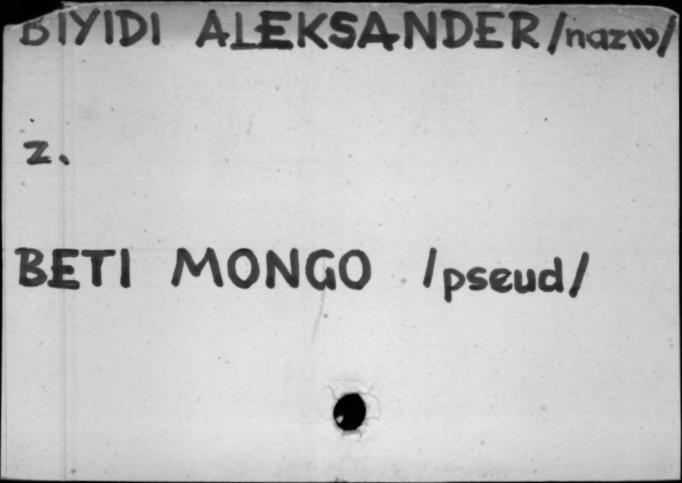 BIYIDI ALEKSANDER /nazw/
z.
BETI MONGO /pseud/